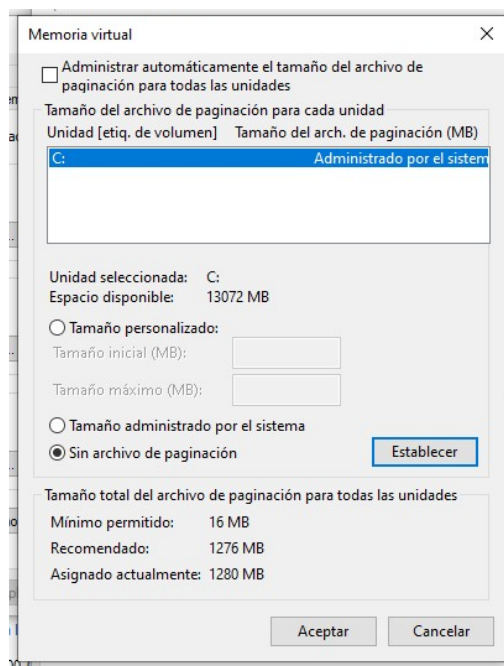 Memoria virtual
Administrar automáticamente el tamaño del archivo de
paginación para todas las unidades
Tamaño del archivo de paginación para cada unidad
Unidad [etiq. de volumen] Tamaño del arch. de paginación (MB)
C: Administrado por el sistem
Unidad seleccionada: C:
Espacio disponible: 13072 MB
Tamaño personalizado:
Tamaño inicial (MB):
Tamaño máximo (MB):
Tamaño administrado por el sistema
Sin archivo de paginación
Establecer
Tamaño total del archivo de paginación para todas las unidades
Mínimo permitido: 16 MB
Recomendado: 1276 MB
Asignado actualmente: 1280 MB
Aceptar Cancelar